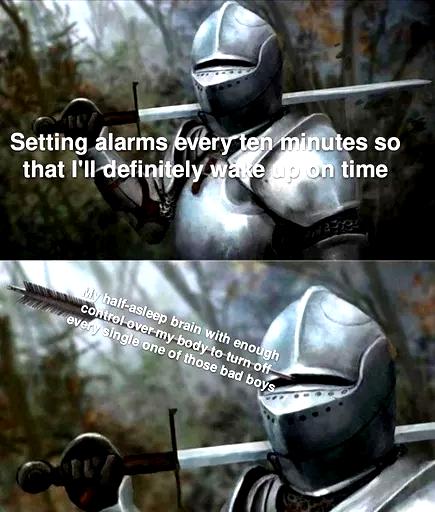 Setting alarms every ten minutes so
that I'll definitely wake up on time
My half-asleep brain with enough
control over my body to turn off
every single one of those bad boys